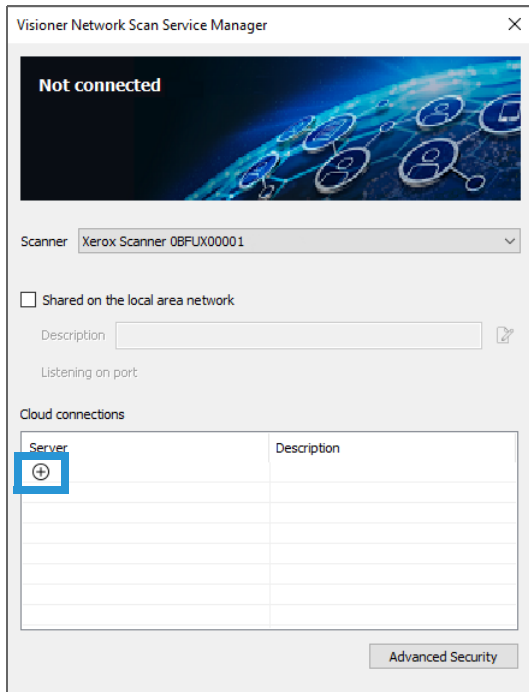 Visioner Network Scan Service Manager
Not connected
Scanner Xerox Scanner 0BFUX00001
Shared on the local area network
Description
Listening on port
Cloud connections
Server Description
Advanced Security